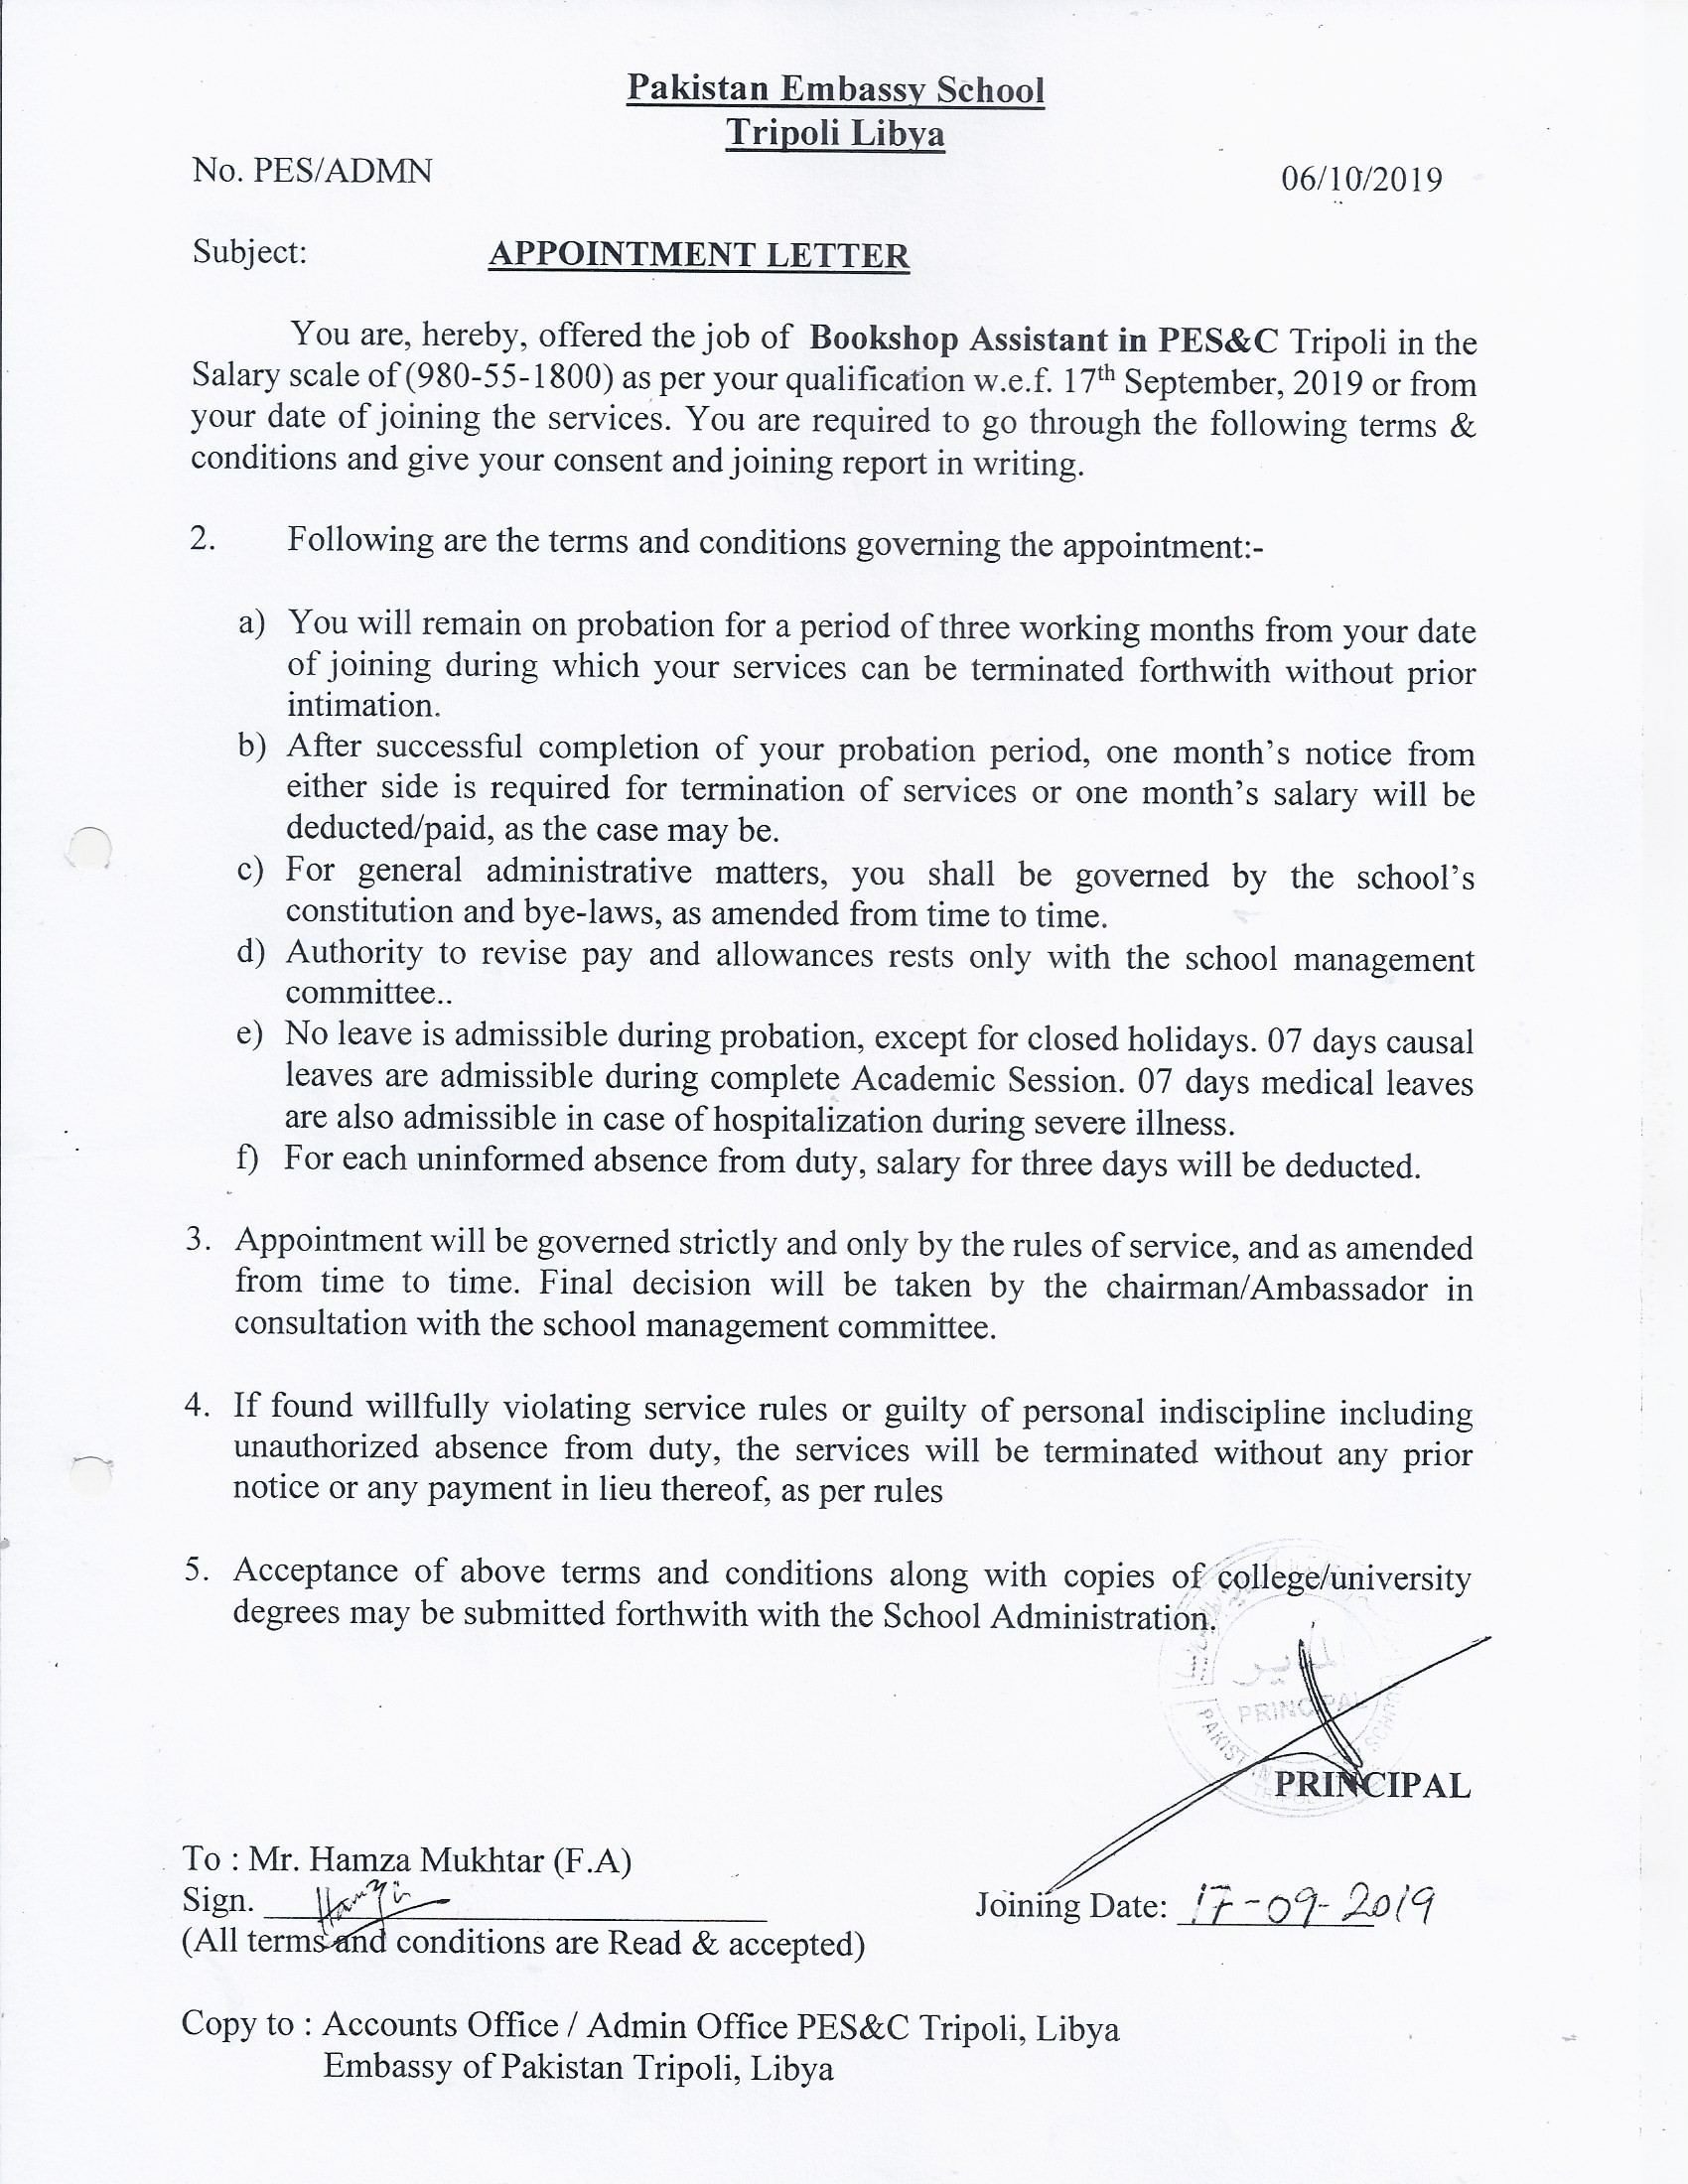 Pakistan Embassy School
Tripoli Libya
No. PES/ADMN
06/10/2019
Subject: APPOINTMENT LETTER
You are, hereby, offered the job of Bookshop Assistant in PES&C Tripoli in the
Salary scale of (980-55-1800) as per your qualification w.e.f. 17th September, 2019 or from
your date of joining the services. You are required to go through the following terms &
conditions and give your consent and joining report in writing.
2. Following are the terms and conditions governing the appointment:-
a) You will remain on probation for a period of three working months from your date
of joining during which your services can be terminated forthwith without prior
intimation.
b) After successful completion of your probation period, one month's notice from
either side is required for termination of services or one month's salary will be
deducted/paid, as the case may be.
c) For general administrative matters, you shall be governed by the school's
constitution and bye-laws, as amended from time to time.
d) Authority to revise pay and allowances rests only with the school management
committee..
e) No leave is admissible during probation, except for closed holidays. 07 days causal
leaves are admissible during complete Academic Session. 07 days medical leaves
are also admissible in case of hospitalization during severe illness.
f) For each uninformed absence from duty, salary for three days will be deducted.
3. Appointment will be governed strictly and only by the rules of service, and as amended
from time to time. Final decision will be taken by the chairman/Ambassador in
consultation with the school management committee.
4. If found willfully violating service rules or guilty of personal indiscipline including
unauthorized absence from duty, the services will be terminated without any prior
notice or any payment in lieu thereof, as per rules
5. Acceptance of above terms and conditions along with copies of college/university
degrees may be submitted forthwith with the School Administration.
PRINCIPAL
PRINCIPAL
To : Mr. Hamza Mukhtar (F.A)
Sign. Hamza
Joining Date: 17-09-2019
(All terms and conditions are Read & accepted)
Copy to : Accounts Office / Admin Office PES&C Tripoli, Libya
Embassy of Pakistan Tripoli, Libya